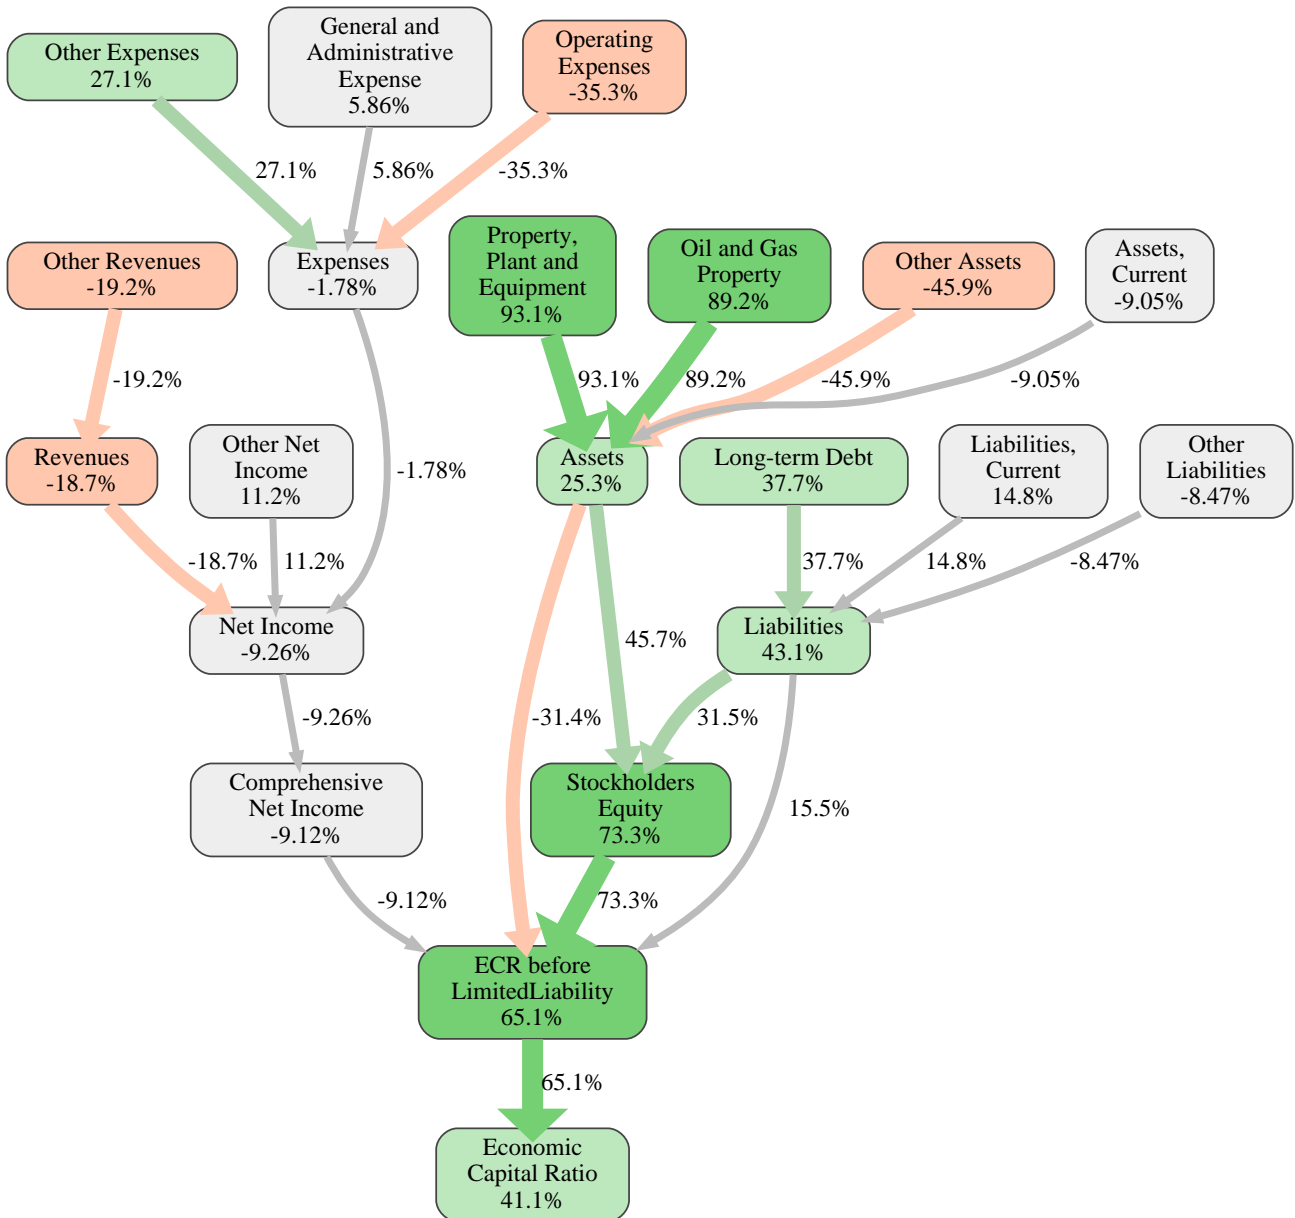 Other Expenses
27.1%
General and
Administrative
Expense
5.86%
Operating
Expenses
-35.3%
27.1%
5.86%
-35.3%
Other Revenues
-19.2%
Expenses
-1.78%
Property,
Plant and
Equipment
93.1%
Oil and Gas
Property
89.2%
Other Assets
-45.9%
Assets,
Current
-9.05%
-19.2%
93.1%
89.2%
-45.9%
-9.05%
Revenues
-18.7%
Other Net
Income
11.2%
-1.78%
Assets
25.3%
Long-term Debt
37.7%
Liabilities,
Current
14.8%
Other
Liabilities
-8.47%
-18.7%
11.2%
37.7%
14.8%
-8.47%
Net Income
-9.26%
45.7%
Liabilities
43.1%
-9.26%
-31.4%
31.5%
Comprehensive
Net Income
-9.12%
Stockholders
Equity
73.3%
15.5%
-9.12%
73.3%
ECR before
LimitedLiability
65.1%
65.1%
Economic
Capital Ratio
41.1%